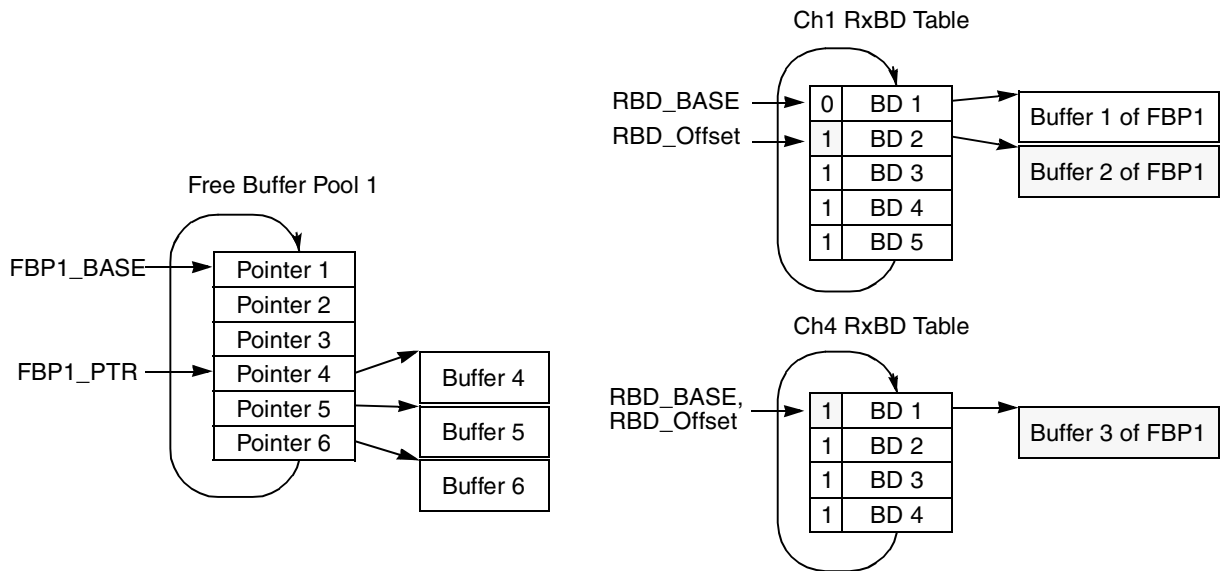 Free Buffer Pool 1
FBP1_BASE
FBP1_PTR
Pointer 1
Pointer 2
Pointer 3
Pointer 4
Pointer 5
Pointer 6
Buffer 4
Buffer 5
Buffer 6
Ch1 RxBD Table
RBD_BASE
RBD_Offset
0 BD 1
1 BD 2
1 BD 3
1 BD 4
1 BD 5
Buffer 1 of FBP1
Buffer 2 of FBP1
Ch4 RxBD Table
RBD_BASE,
RBD_Offset
1 BD 1
1 BD 2
1 BD 3
1 BD 4
Buffer 3 of FBP1